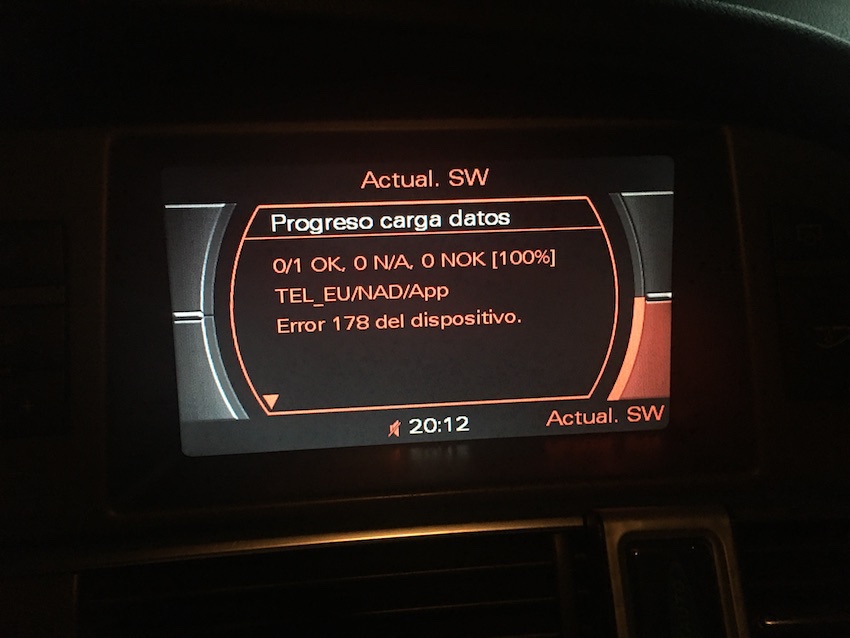 Actual. SW
Progreso carga datos
0/1 OK, 0 N/A, 0 NOK [100%]
TEL_EU/NAD/App
Error 178 del dispositivo.
20:12
Actual. SW